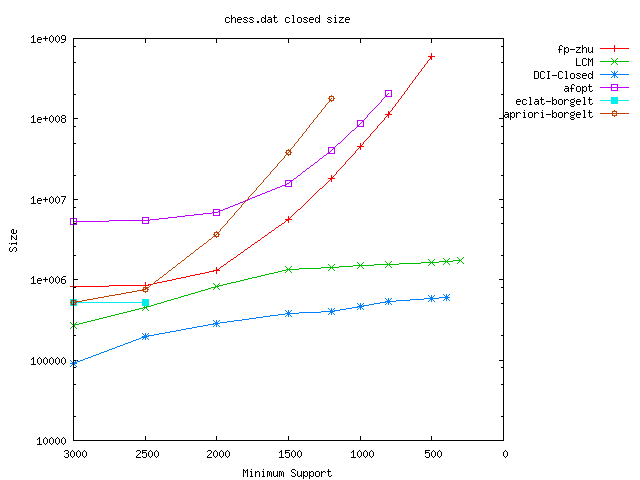 chess.dat closed size
1e+009
1e+008
1e+007
1e+006
100000
10000
Size
3000 2500 2000 1500 1000 500 0
Minimum Support
fp-zhu
LCM
DCI-Closed
afopt
eclat-borgelt
apriori-borgelt